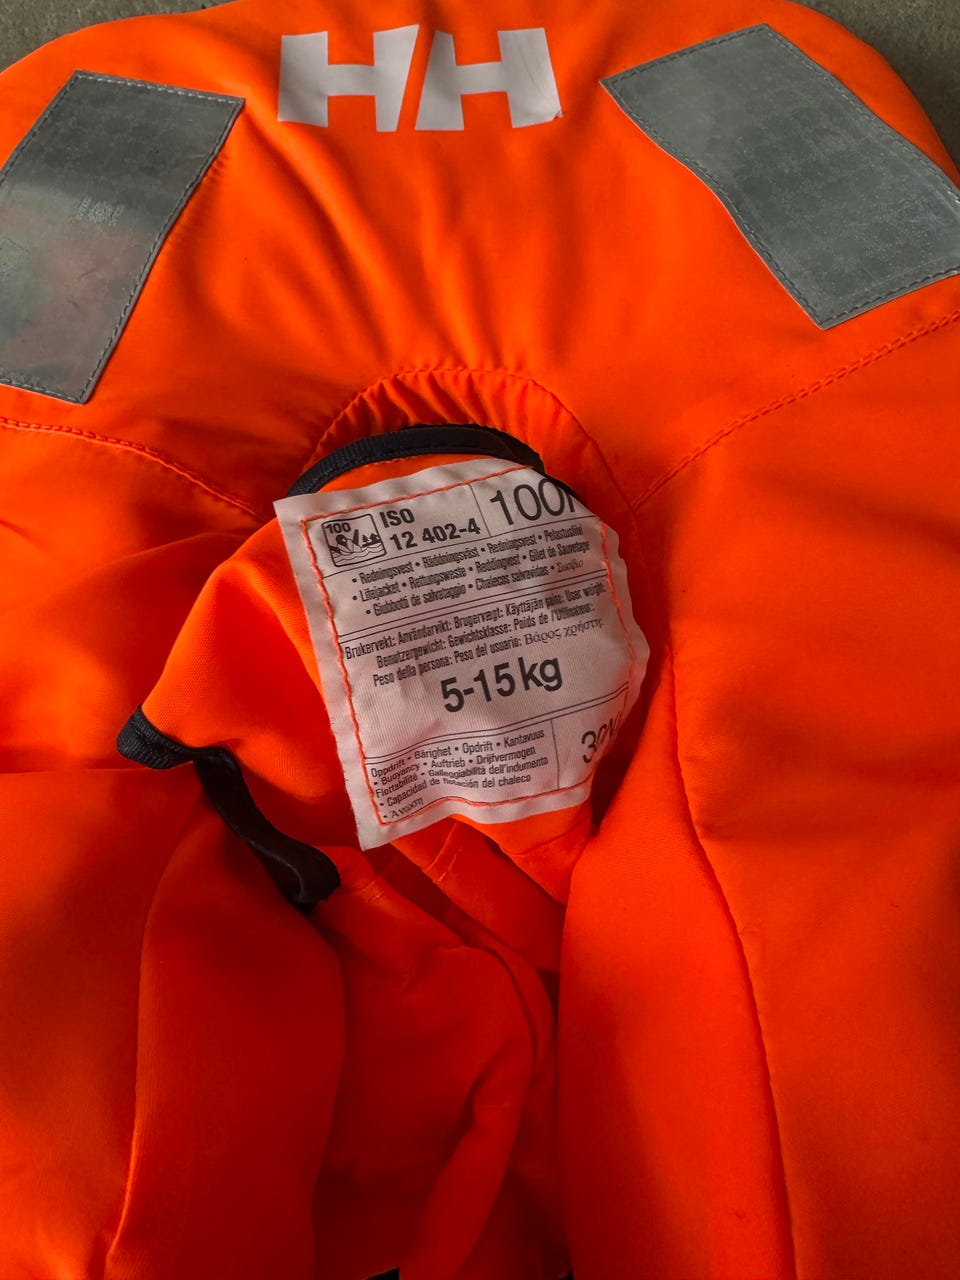 HH
100
ISO
12 402-4
100N
• Redningsvest • Räddningsväst • Redningsvest • Pelastusliivi
• Lifejacket • Rettungsweste • Reddingvest • Gilet de Sauvetage
• Giubbotti de salvataggio • Chalecos salvavidas • Σωσίβιο
Brukervekt: Användarvikt: Brugervægt: Käyttäjän paino: User weight:
Benutzergewicht: Gewichtsklasse: Poids de l'Utilisateur:
Peso della persona: Peso del usuario: Βάρος χρήστη:
5-15 kg
Oppdrift • Bärighet • Opdrift • Kantavuus
• Buoyancy • Auftrieb • Drijfvermogen
Flottabilité • Galleggiabilità dell'indumento
• Capacidad de flotación del chaleco
• Άνωση